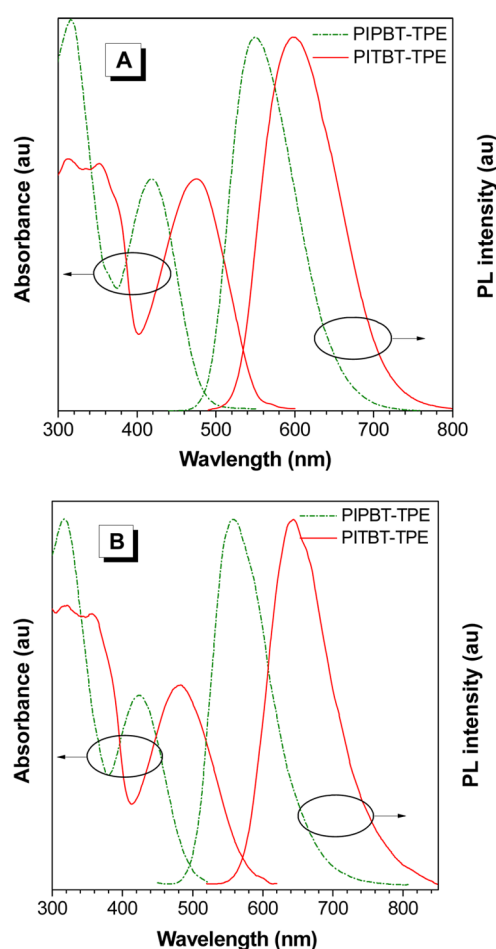 A
PIPBT-TPE
PITBT-TPE
Absorbance (au)
PL intensity (au)
300 400 500 600 700 800
Wavlength (nm)
B
PIPBT-TPE
PITBT-TPE
Absorbance (au)
PL intensity (au)
300 400 500 600 700 800
Wavelength (nm)